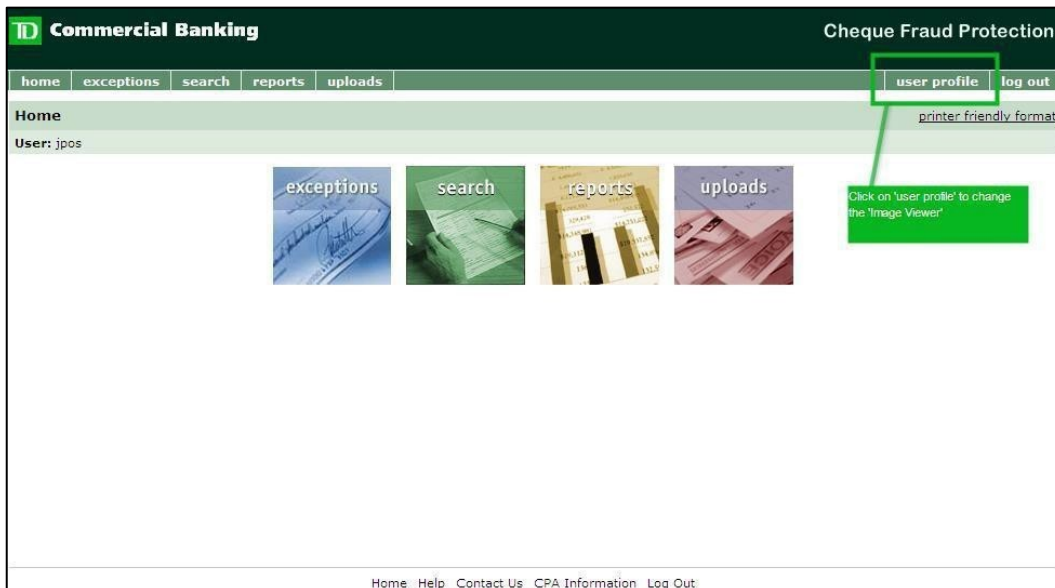 TD Commercial Banking
Cheque Fraud Protection
home exceptions search reports uploads user profile log out
Home printer friendly format
User: jpos
exceptions search reports uploads
Click on 'user profile' to change
the 'Image Viewer'
Home Help Contact Us CPA Information Log Out